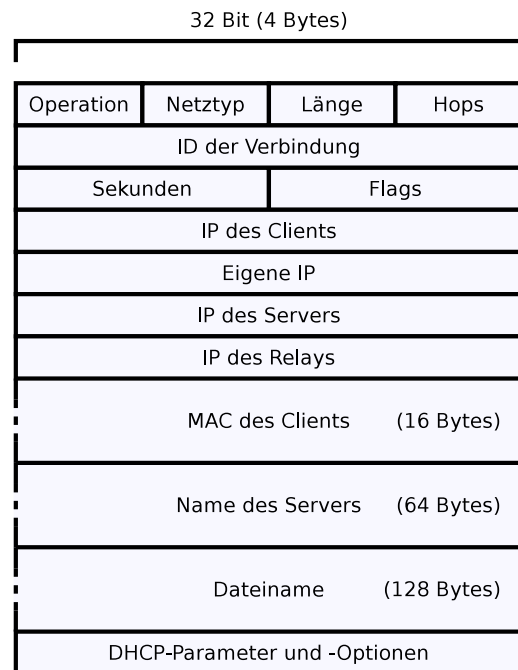 32 Bit (4 Bytes)
Operation Netztyp Länge Hops
ID der Verbindung
Sekunden Flags
IP des Clients
Eigene IP
IP des Servers
IP des Relays
MAC des Clients (16 Bytes)
Name des Servers (64 Bytes)
Dateiname (128 Bytes)
DHCP-Parameter und -Optionen